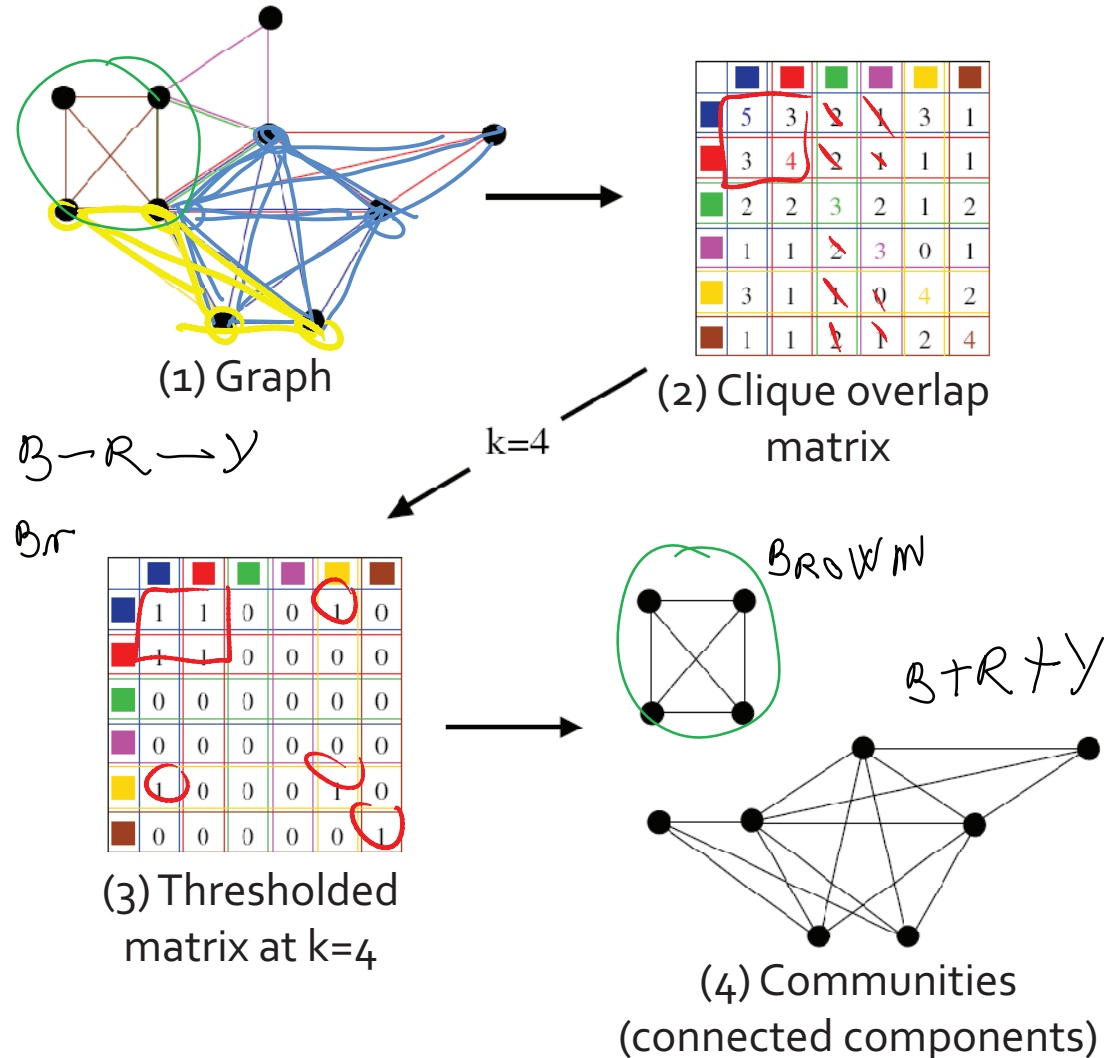 5 3 2 1 3 1
3 4 2 1 1 1
2 2 3 2 1 2
1 1 2 3 0 1
3 1 1 0 4 2
1 1 2 1 2 4
(1) Graph
(2) Clique overlap
matrix
k=4
B – R – Y
Br
1 1 0 0 1 0
1 1 0 0 0 0
0 0 0 0 0 0
0 0 0 0 0 0
1 0 0 0 1 0
0 0 0 0 0 1
(3) Thresholded
matrix at k=4
BROWN
B+R+Y
(4) Communities
(connected components)